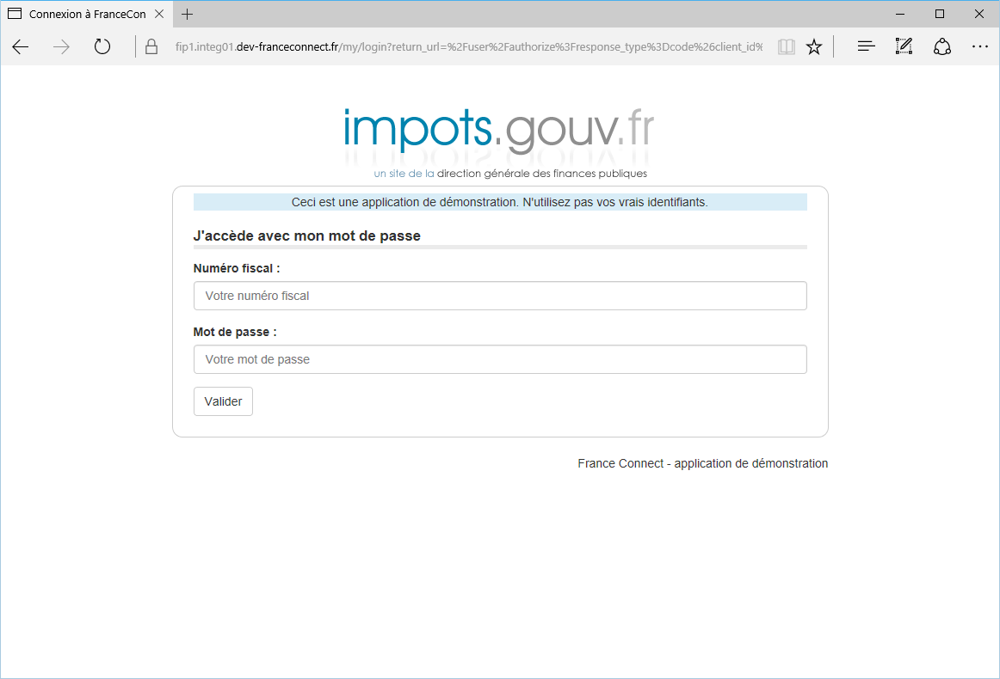 Connexion à FranceCon
fip1.integ01.dev-franceconnect.fr/my/login?return_url=%2Fuser%2Fauthorize%3Fresponse_type%3Dcode%26client_id%
impots.gouv.fr
un site de la direction générale des finances publiques
Ceci est une application de démonstration. N'utilisez pas vos vrais identifiants.
J'accède avec mon mot de passe
Numéro fiscal :
Votre numéro fiscal
Mot de passe :
Votre mot de passe
Valider
France Connect - application de démonstration